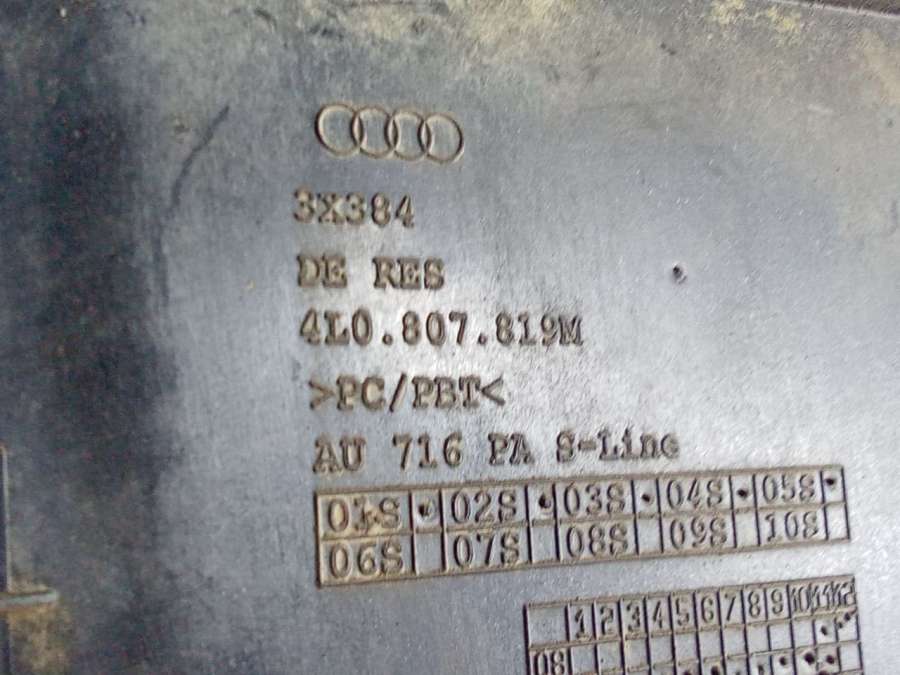 3X384
DE RES
4L0.807.819M
>PC/PBT<
AU 716 PA S-Line
01S 02S 03S 04S 05S
06S 07S 08S 09S 10S
1 2 3 4 5 6 7 8 9 10 11 12
08